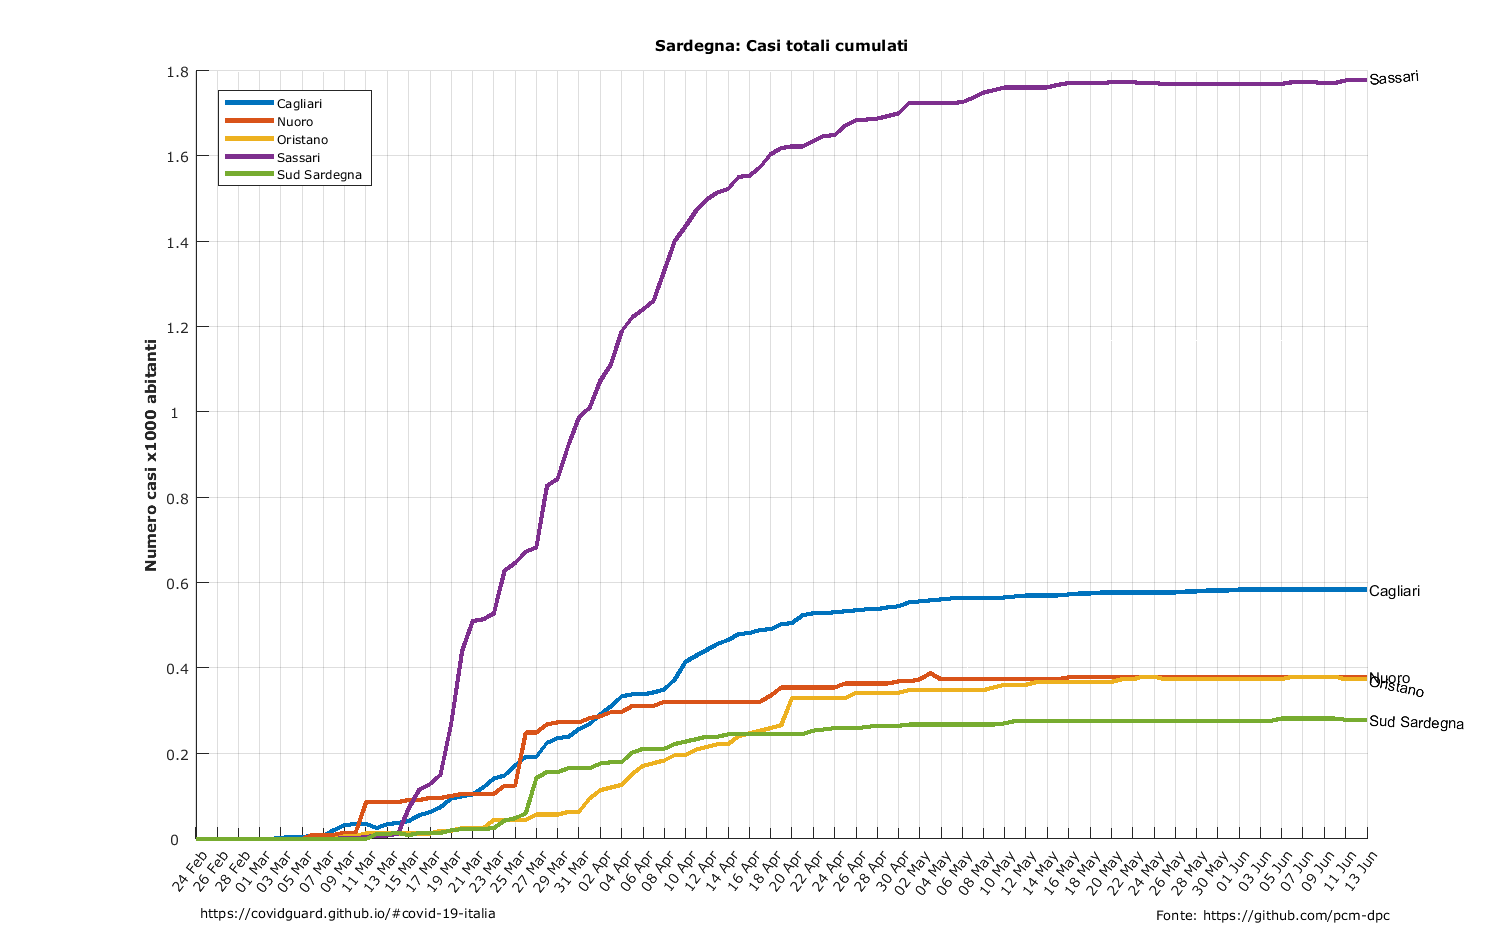 Sardegna: Casi totali cumulati
Numero casi x1000 abitanti
1.8
1.6
1.4
1.2
1
0.8
0.6
0.4
0.2
0
Cagliari
Nuoro
Oristano
Sassari
Sud Sardegna
Sassari
Cagliari
Nuoro
Oristano
Sud Sardegna
24 Feb
26 Feb
28 Feb
01 Mar
03 Mar
05 Mar
07 Mar
09 Mar
11 Mar
13 Mar
15 Mar
17 Mar
19 Mar
21 Mar
23 Mar
25 Mar
27 Mar
29 Mar
31 Mar
02 Apr
04 Apr
06 Apr
08 Apr
10 Apr
12 Apr
14 Apr
16 Apr
18 Apr
20 Apr
22 Apr
24 Apr
26 Apr
28 Apr
30 Apr
02 May
04 May
06 May
08 May
10 May
12 May
14 May
16 May
18 May
20 May
22 May
24 May
26 May
28 May
30 May
01 Jun
03 Jun
05 Jun
07 Jun
09 Jun
11 Jun
13 Jun
https://covidguard.github.io/#covid-19-italia
Fonte: https://github.com/pcm-dpc